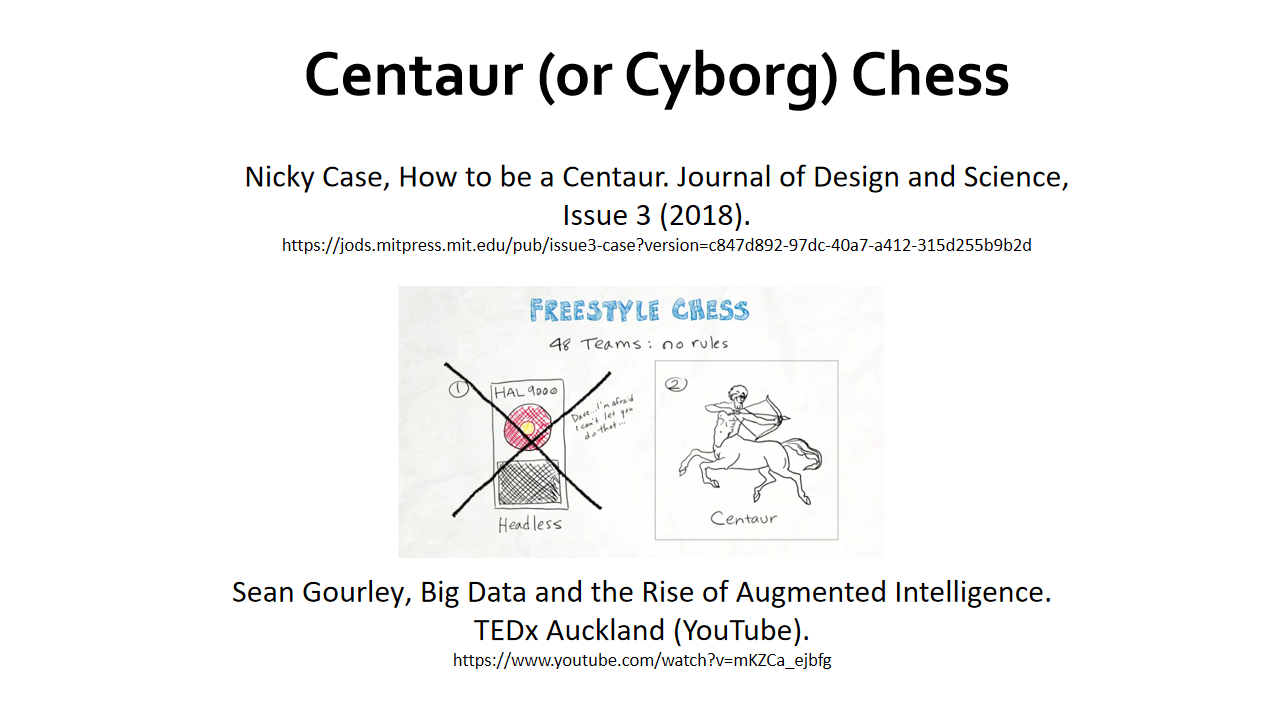 Centaur (or Cyborg) Chess
Nicky Case, How to be a Centaur. Journal of Design and Science,
Issue 3 (2018).
https://jods.mitpress.mit.edu/pub/issue3-case?version=c847d892-97dc-40a7-a412-315d255b9b2d
FREESTYLE CHESS
48 Teams: no rules
1
HAL 9000
Dave...I'm afraid
I can't let you
do that...
Headless
2
Centaur
Sean Gourley, Big Data and the Rise of Augmented Intelligence.
TEDx Auckland (YouTube).
https://www.youtube.com/watch?v=mKZCa_ejbfg